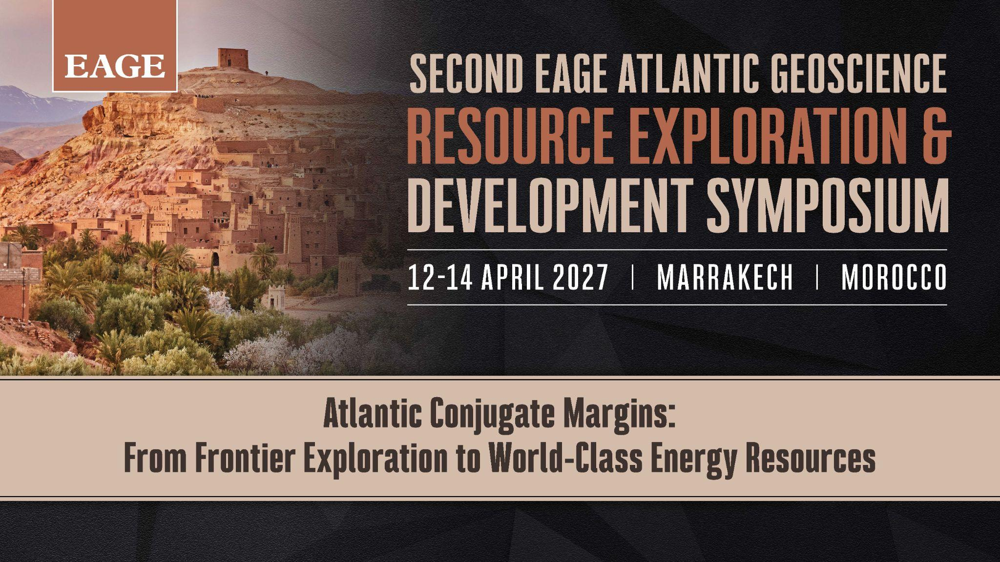 EAGE
SECOND EAGE ATLANTIC GEOSCIENCE
RESOURCE EXPLORATION &
DEVELOPMENT SYMPOSIUM
12-14 APRIL 2027 | MARRAKECH | MOROCCO
Atlantic Conjugate Margins:
From Frontier Exploration to World-Class Energy Resources